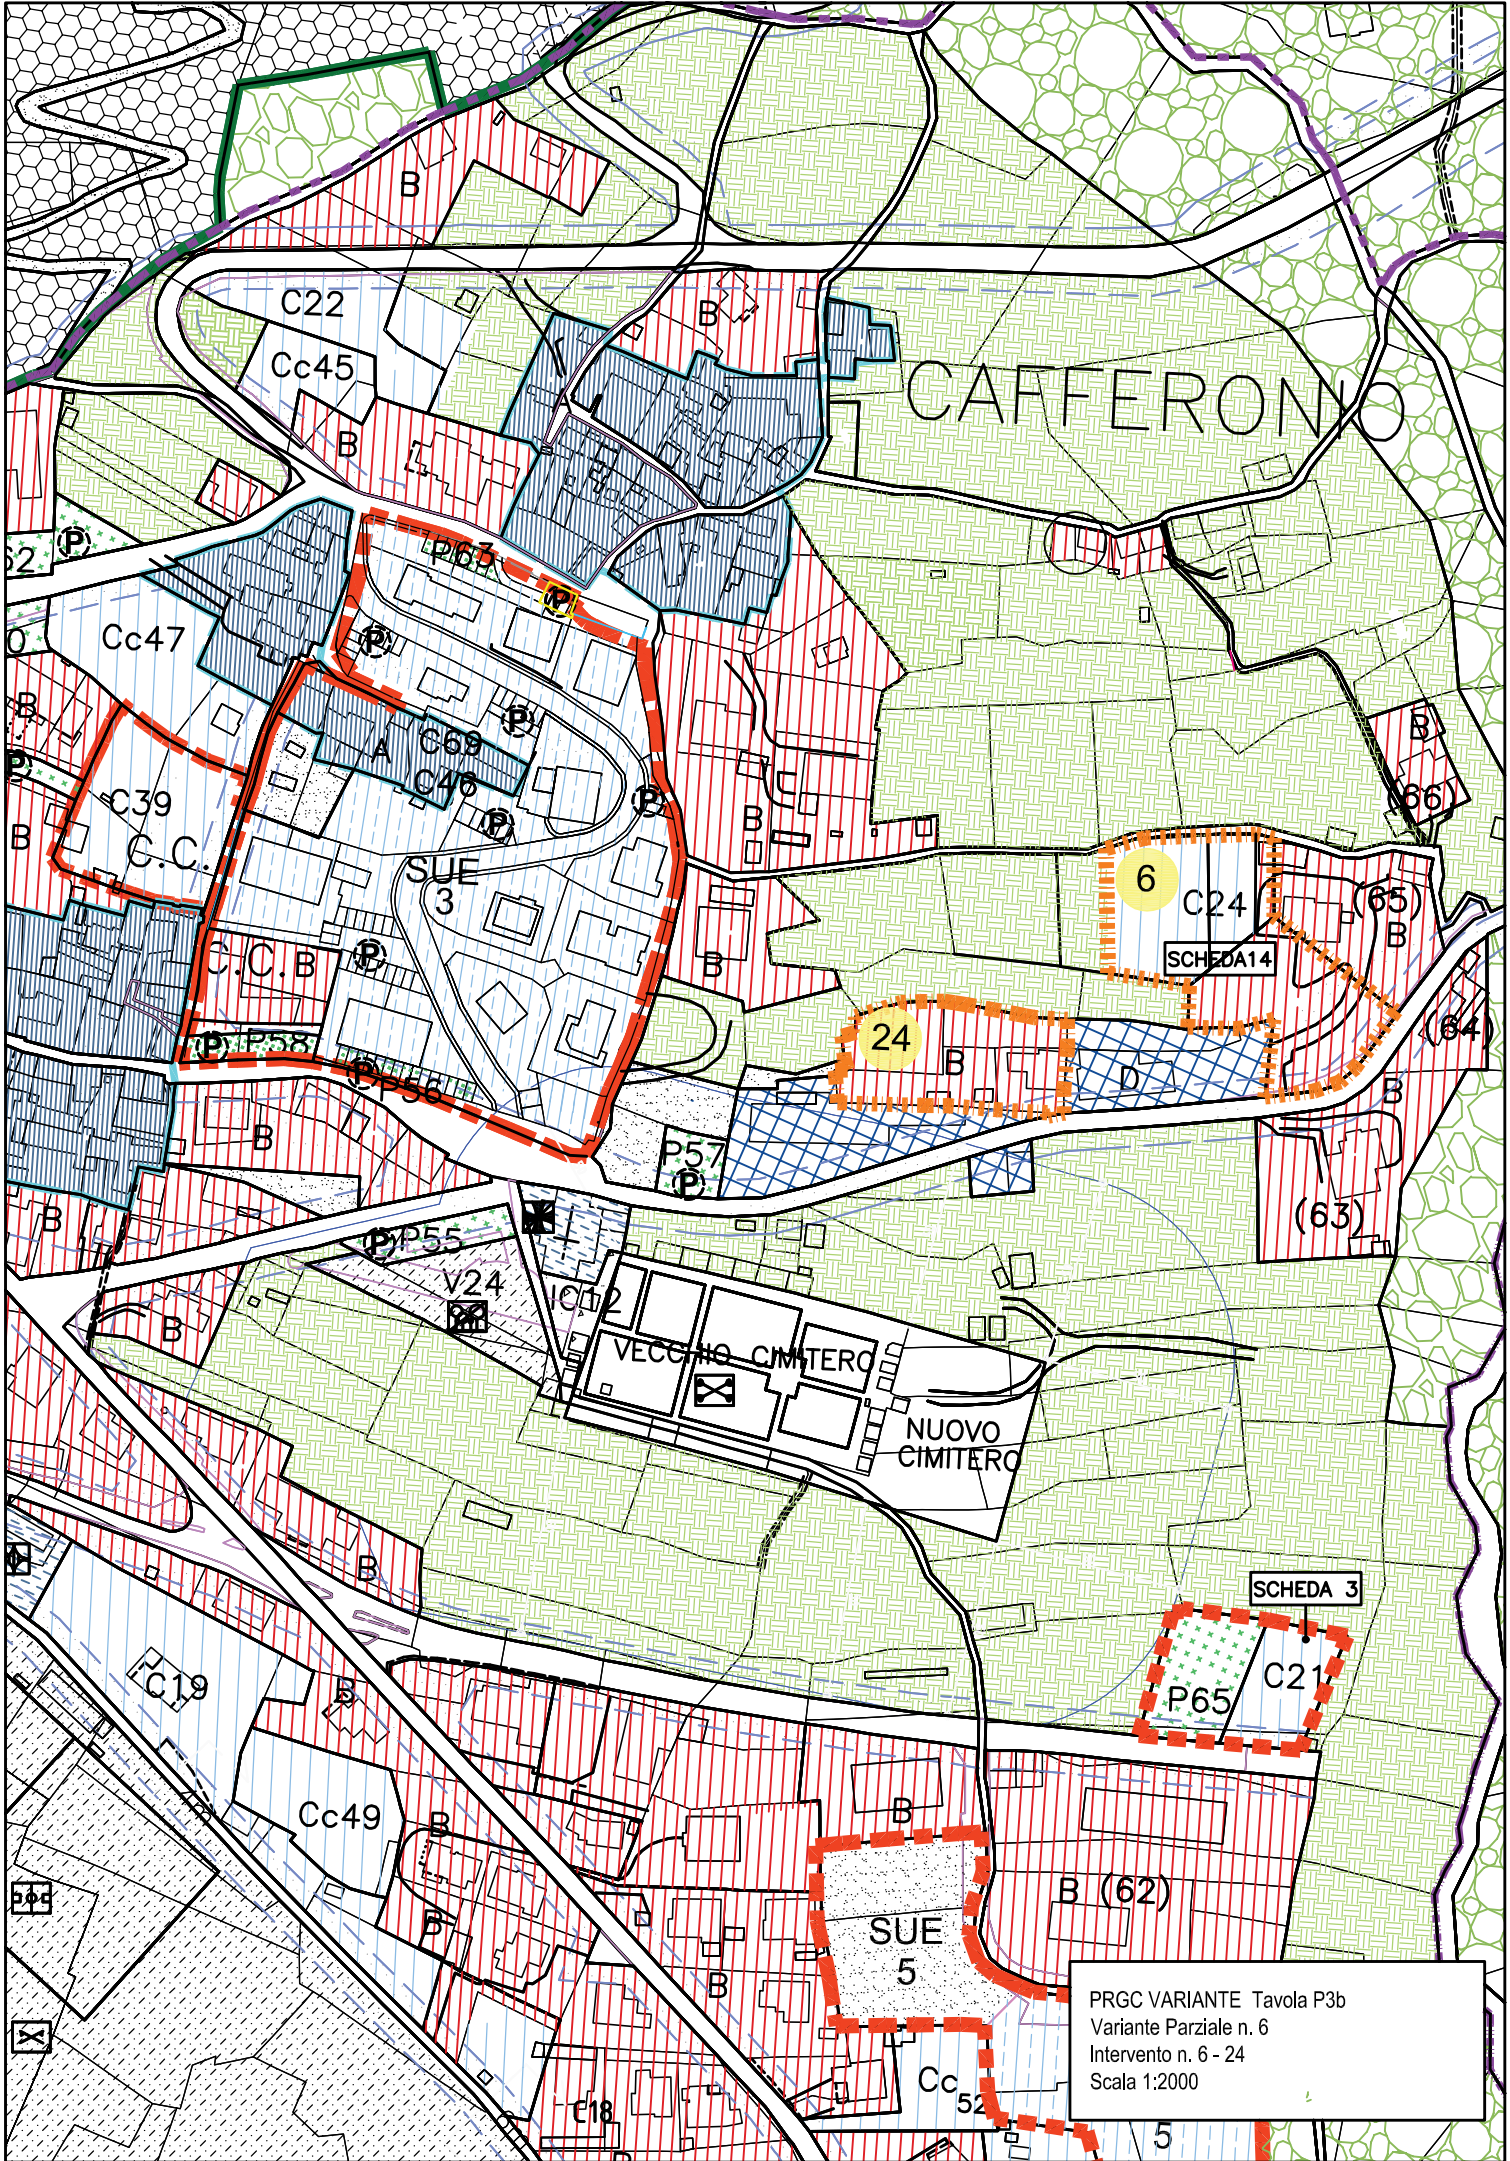 B
C22
Cc45
B
B
CAFFERONIO
P
62
P63
P
Cc47
P
B
P
A
C69
C46
P
C39
B
C.C.
P
P
B
B
(66)
SUE
3
6
C24
(65)
B
C.C.
B
P
B
SCHEDA14
P
P58
24
B
D
(64)
P
P56
B
B
P57
P
B
(63)
P
P55
V24
IC12
B
VECCHIO CIMITERO
NUOVO
CIMITERO
B
SCHEDA 3
C21
P65
C19
B
Cc49
B
B
B
B (62)
SUE
5
B
PRGC VARIANTE Tavola P3b
Variante Parziale n. 6
Intervento n. 6 - 24
Scala 1:2000
Cc
52
C18
5